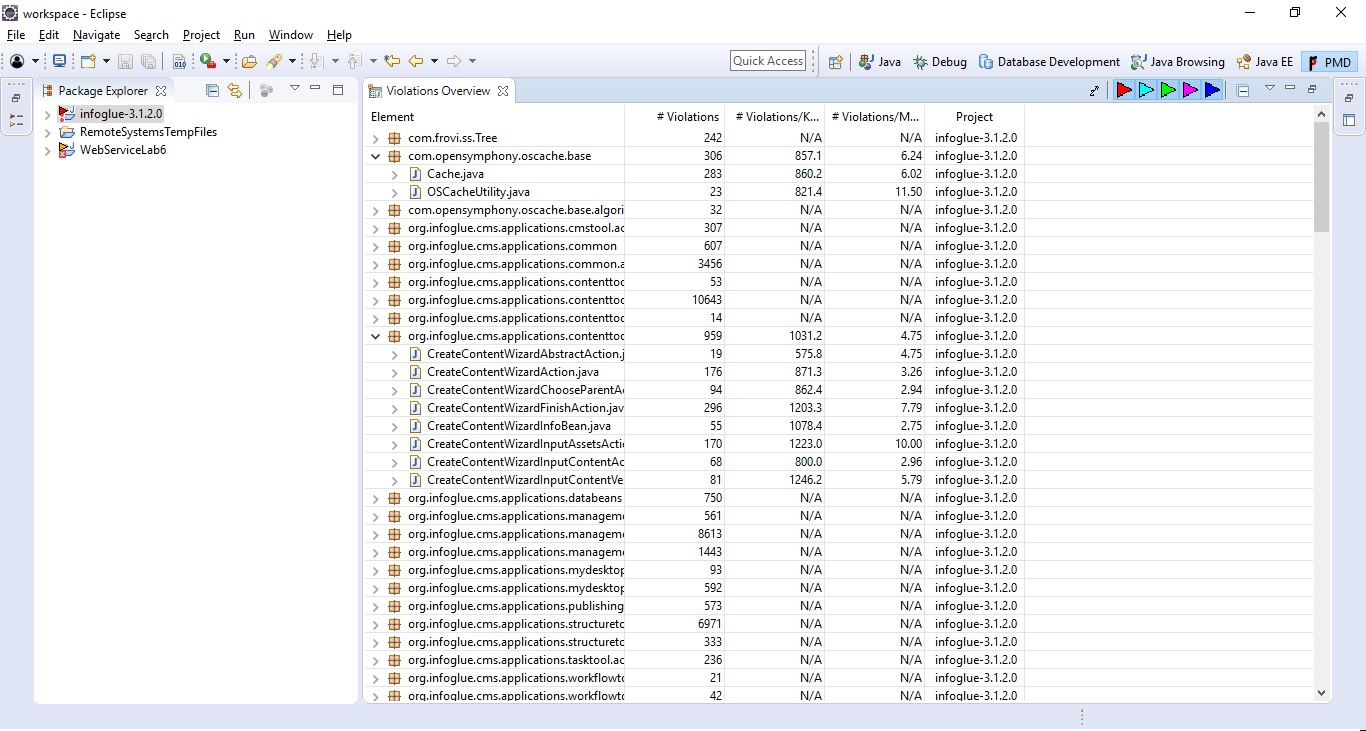 workspace - Eclipse
File Edit Navigate Search Project Run Window Help
Quick Access Java Debug Database Development Java Browsing Java EE PMD
Package Explorer
infoglue-3.1.2.0
RemoteSystemsTempFiles
WebServiceLab6
Violations Overview
Element # Violations # Violations/K... # Violations/M... Project
com.frovi.ss.Tree 242 N/A N/A infoglue-3.1.2.0
com.opensymphony.oscache.base 306 857.1 6.24 infoglue-3.1.2.0
Cache.java 283 860.2 6.02 infoglue-3.1.2.0
OSCacheUtility.java 23 821.4 11.50 infoglue-3.1.2.0
com.opensymphony.oscache.base.algori 32 N/A N/A infoglue-3.1.2.0
org.infoglue.cms.applications.cmstool.ac 307 N/A N/A infoglue-3.1.2.0
org.infoglue.cms.applications.common 607 N/A N/A infoglue-3.1.2.0
org.infoglue.cms.applications.common.a 3456 N/A N/A infoglue-3.1.2.0
org.infoglue.cms.applications.contenttoo 53 N/A N/A infoglue-3.1.2.0
org.infoglue.cms.applications.contenttoo 10643 N/A N/A infoglue-3.1.2.0
org.infoglue.cms.applications.contenttoo 14 N/A N/A infoglue-3.1.2.0
org.infoglue.cms.applications.contenttoo 959 1031.2 4.75 infoglue-3.1.2.0
CreateContentWizardAbstractAction.j 19 575.8 4.75 infoglue-3.1.2.0
CreateContentWizardAction.java 176 871.3 3.26 infoglue-3.1.2.0
CreateContentWizardChooseParentAc 94 862.4 2.94 infoglue-3.1.2.0
CreateContentWizardFinishAction.jav 296 1203.3 7.79 infoglue-3.1.2.0
CreateContentWizardInfoBean.java 55 1078.4 2.75 infoglue-3.1.2.0
CreateContentWizardInputAssetsActi 170 1223.0 10.00 infoglue-3.1.2.0
CreateContentWizardInputContentAc 68 800.0 2.96 infoglue-3.1.2.0
CreateContentWizardInputContentVe 81 1246.2 5.79 infoglue-3.1.2.0
org.infoglue.cms.applications.databeans 750 N/A N/A infoglue-3.1.2.0
org.infoglue.cms.applications.managem 561 N/A N/A infoglue-3.1.2.0
org.infoglue.cms.applications.managem 8613 N/A N/A infoglue-3.1.2.0
org.infoglue.cms.applications.managem 1443 N/A N/A infoglue-3.1.2.0
org.infoglue.cms.applications.mydesktop 93 N/A N/A infoglue-3.1.2.0
org.infoglue.cms.applications.mydesktop 592 N/A N/A infoglue-3.1.2.0
org.infoglue.cms.applications.publishing 573 N/A N/A infoglue-3.1.2.0
org.infoglue.cms.applications.structureto 6971 N/A N/A infoglue-3.1.2.0
org.infoglue.cms.applications.structureto 333 N/A N/A infoglue-3.1.2.0
org.infoglue.cms.applications.tasktool.ac 236 N/A N/A infoglue-3.1.2.0
org.infoglue.cms.applications.workflowto 21 N/A N/A infoglue-3.1.2.0
org.infoglue.cms.applications.workflowto 42 N/A N/A infoglue-3.1.2.0